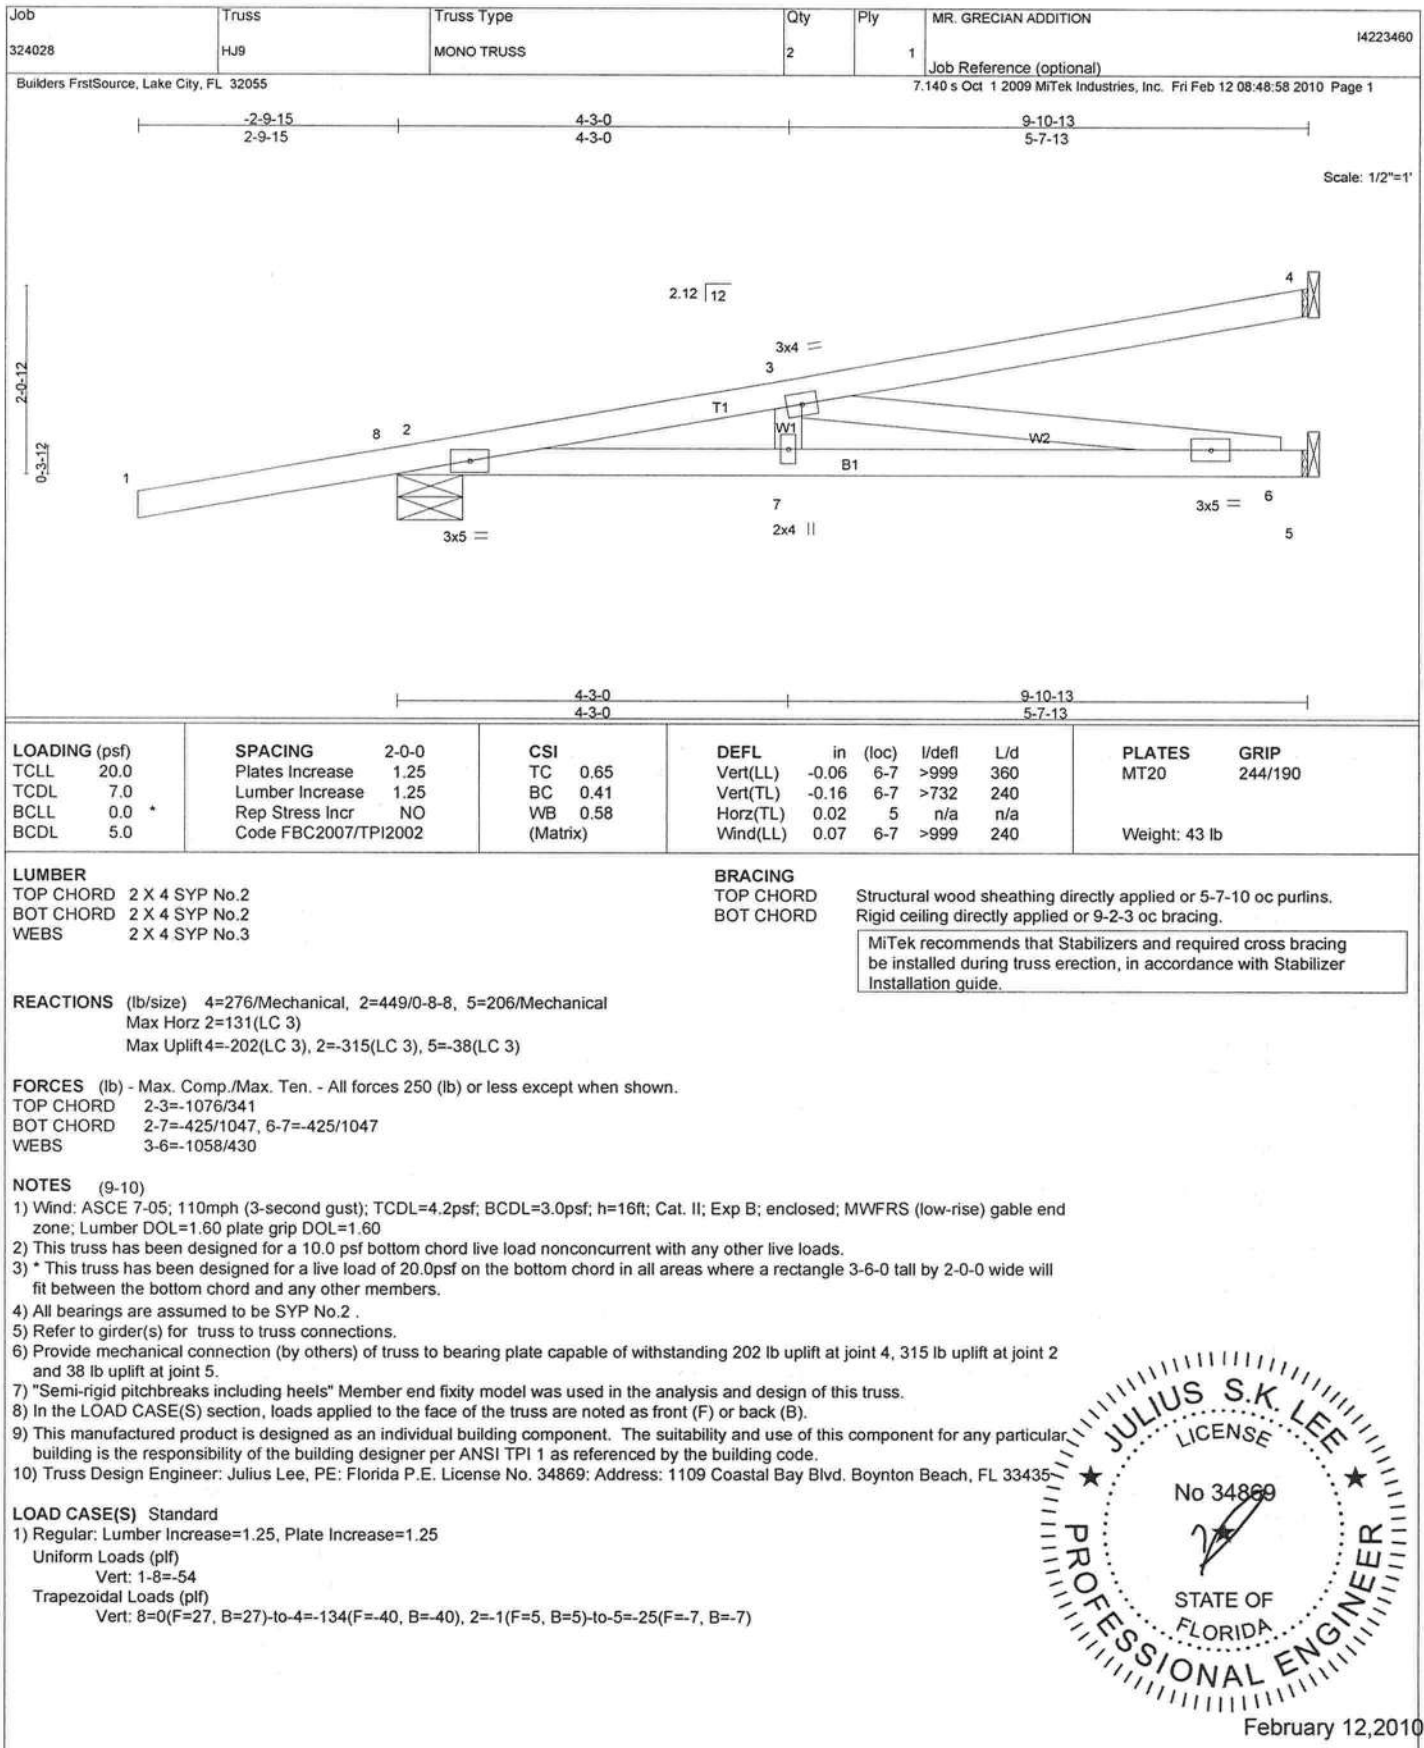 Job Truss Truss Type Qty Ply MR. GRECIAN ADDITION
I4223460
324028 HJ9 MONO TRUSS 2 1
Job Reference (optional)
Builders FrstSource, Lake City, FL 32055 7.140 s Oct 1 2009 MiTek Industries, Inc. Fri Feb 12 08:48:58 2010 Page 1
-2-9-15 4-3-0 9-10-13
2-9-15 4-3-0 5-7-13
Scale: 1/2"=1'
4
2.12 12
3x4 =
3
2-0-12
T1
8 2
W1
W2
0-3-12
B1
1
7
3x5 =
6
3x5 =
2x4 ||
5
4-3-0 9-10-13
4-3-0 5-7-13
LOADING (psf)
TCLL 20.0
TCDL 7.0
BCLL 0.0 *
BCDL 5.0
SPACING 2-0-0
Plates Increase 1.25
Lumber Increase 1.25
Rep Stress Incr NO
Code FBC2007/TPI2002
CSI
TC 0.65
BC 0.41
WB 0.58
(Matrix)
DEFL in (loc) l/defl L/d
Vert(LL) -0.06 6-7 >999 360
Vert(TL) -0.16 6-7 >732 240
Horz(TL) 0.02 5 n/a n/a
Wind(LL) 0.07 6-7 >999 240
PLATES GRIP
MT20 244/190
Weight: 43 lb
LUMBER
TOP CHORD 2 X 4 SYP No.2
BOT CHORD 2 X 4 SYP No.2
WEBS 2 X 4 SYP No.3
BRACING
TOP CHORD Structural wood sheathing directly applied or 5-7-10 oc purlins.
BOT CHORD Rigid ceiling directly applied or 9-2-3 oc bracing.
MiTek recommends that Stabilizers and required cross bracing
be installed during truss erection, in accordance with Stabilizer
Installation guide.
REACTIONS (lb/size) 4=276/Mechanical, 2=449/0-8-8, 5=206/Mechanical
Max Horz 2=131(LC 3)
Max Uplift4=-202(LC 3), 2=-315(LC 3), 5=-38(LC 3)
FORCES (lb) - Max. Comp./Max. Ten. - All forces 250 (lb) or less except when shown.
TOP CHORD 2-3=-1076/341
BOT CHORD 2-7=-425/1047, 6-7=-425/1047
WEBS 3-6=-1058/430
NOTES (9-10)
1) Wind: ASCE 7-05; 110mph (3-second gust); TCDL=4.2psf; BCDL=3.0psf; h=16ft; Cat. II; Exp B; enclosed; MWFRS (low-rise) gable end
zone; Lumber DOL=1.60 plate grip DOL=1.60
2) This truss has been designed for a 10.0 psf bottom chord live load nonconcurrent with any other live loads.
3) * This truss has been designed for a live load of 20.0psf on the bottom chord in all areas where a rectangle 3-6-0 tall by 2-0-0 wide will
fit between the bottom chord and any other members.
4) All bearings are assumed to be SYP No.2 .
5) Refer to girder(s) for truss to truss connections.
6) Provide mechanical connection (by others) of truss to bearing plate capable of withstanding 202 lb uplift at joint 4, 315 lb uplift at joint 2
and 38 lb uplift at joint 5.
7) "Semi-rigid pitchbreaks including heels" Member end fixity model was used in the analysis and design of this truss.
8) In the LOAD CASE(S) section, loads applied to the face of the truss are noted as front (F) or back (B).
9) This manufactured product is designed as an individual building component. The suitability and use of this component for any particular
building is the responsibility of the building designer per ANSI TPI 1 as referenced by the building code.
10) Truss Design Engineer: Julius Lee, PE: Florida P.E. License No. 34869: Address: 1109 Coastal Bay Blvd. Boynton Beach, FL 33435
LOAD CASE(S) Standard
1) Regular: Lumber Increase=1.25, Plate Increase=1.25
Uniform Loads (plf)
Vert: 1-8=-54
Trapezoidal Loads (plf)
Vert: 8=0(F=27, B=27)-to-4=-134(F=-40, B=-40), 2=-1(F=5, B=5)-to-5=-25(F=-7, B=-7)
JULIUS S.K. LEE
LICENSE
No 34869
STATE OF
FLORIDA
PROFESSIONAL ENGINEER
February 12,2010